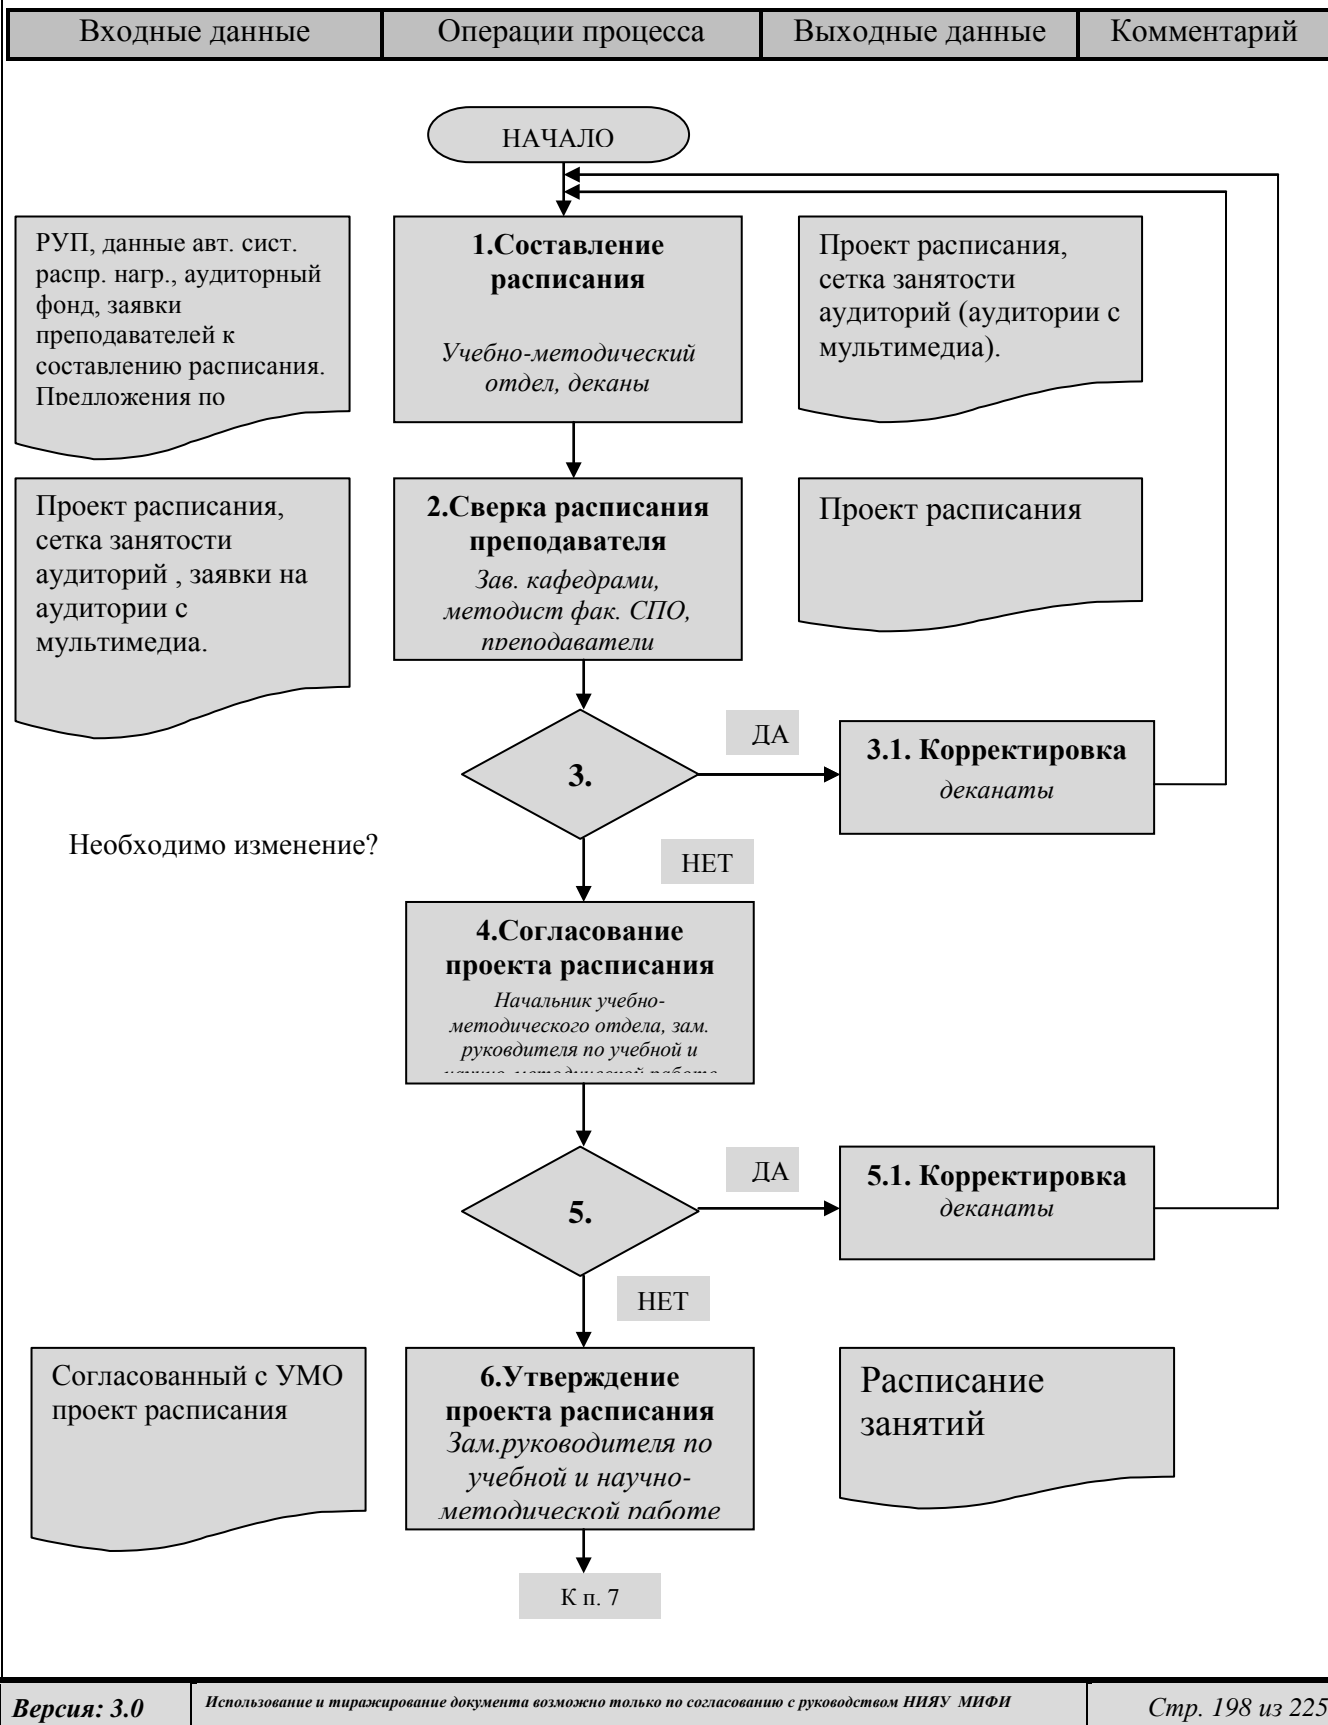 Входные данные
Операции процесса
Выходные данные
Комментарий
НАЧАЛО
РУП, данные авт. сист.
распр. нагр., аудиторный
фонд, заявки
преподавателей к
составлению расписания.
Предложения по
1.Составление
расписания
Учебно-методический
отдел, деканы
Проект расписания,
сетка занятости
аудиторий (аудитории с
мультимедиа).
Проект расписания,
сетка занятости
аудиторий , заявки на
аудитории с
мультимедиа.
2.Сверка расписания
преподавателя
Зав. кафедрами,
методист фак. СПО,
преподаватели
Проект расписания
3.
ДА
3.1. Корректировка
деканаты
Необходимо изменение?
НЕТ
4.Согласование
проекта расписания
Начальник учебно-
методического отдела, зам.
руковдителя по учебной и
научно-методической работе
5.
ДА
5.1. Корректировка
деканаты
НЕТ
Согласованный с УМО
проект расписания
6.Утверждение
проекта расписания
Зам.руководителя по
учебной и научно-
методической работе
Расписание
занятий
К п. 7
Версия: 3.0
Использование и тиражирование документа возможно только по согласованию с руководством НИЯУ МИФИ
Стр. 198 из 225